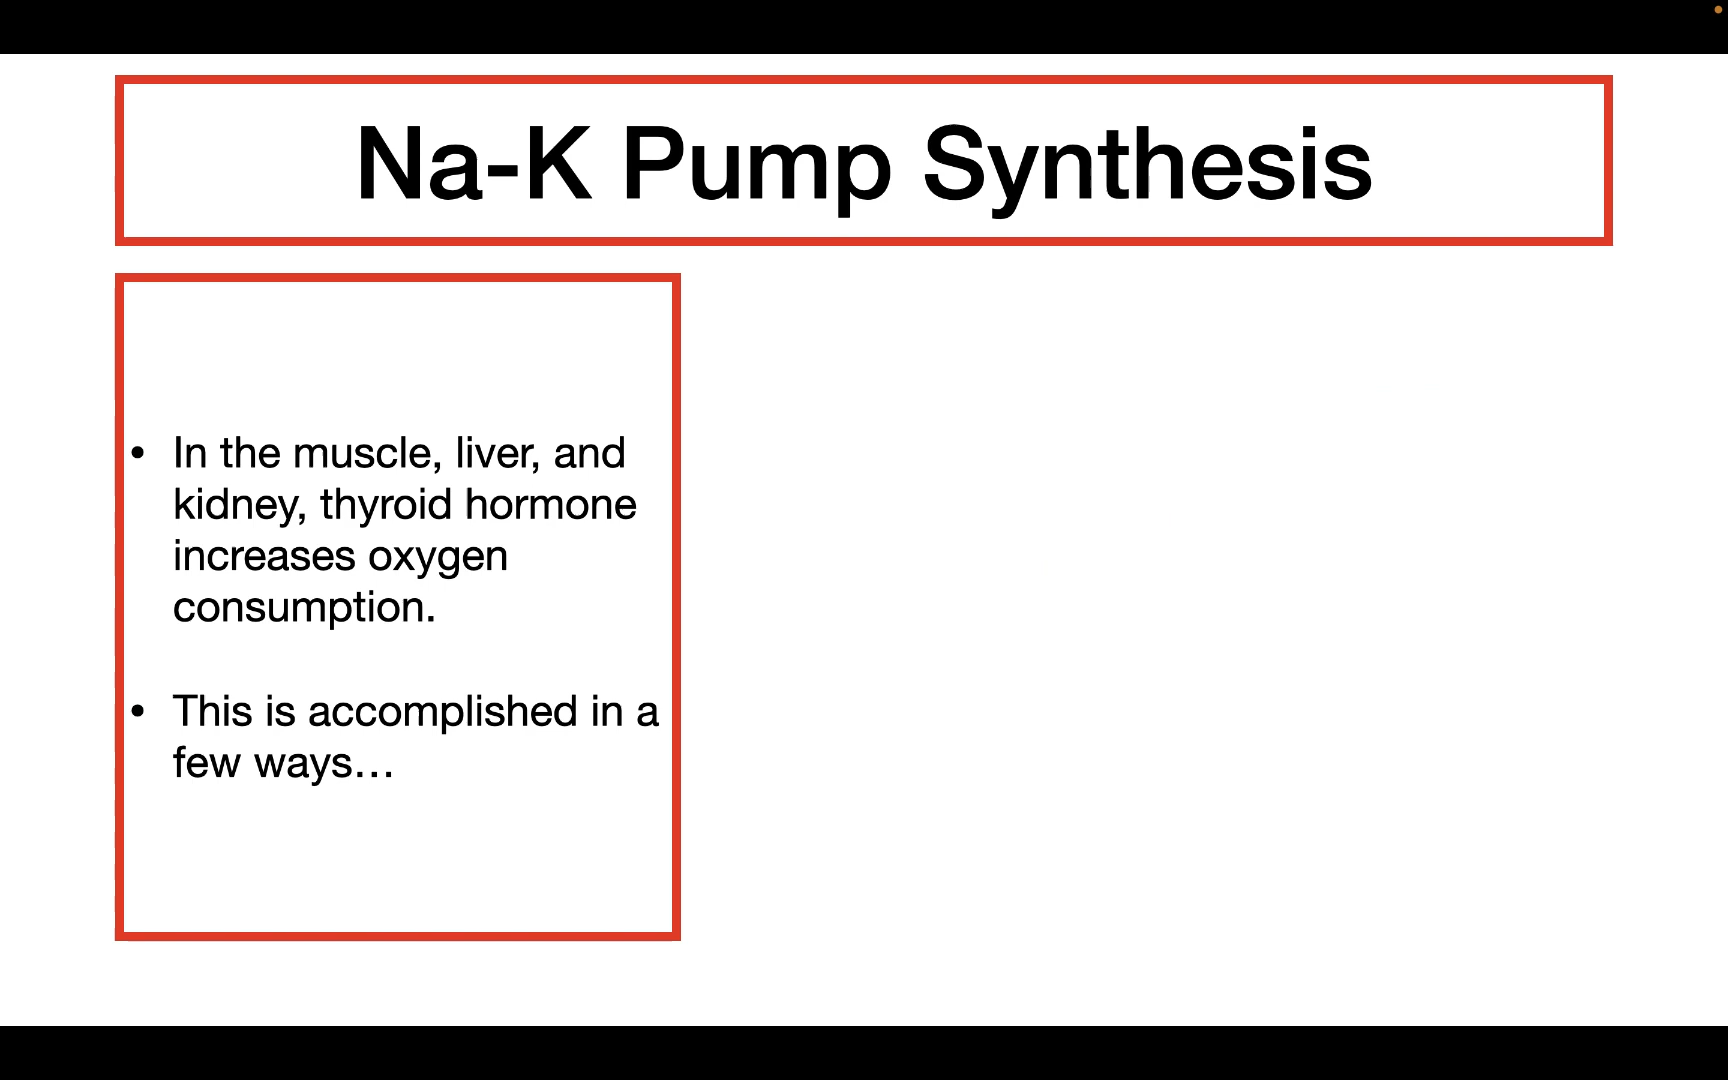 Na-K Pump Synthesis
• In the muscle, liver, and
kidney, thyroid hormone
increases oxygen
consumption.
• This is accomplished in a
few ways…